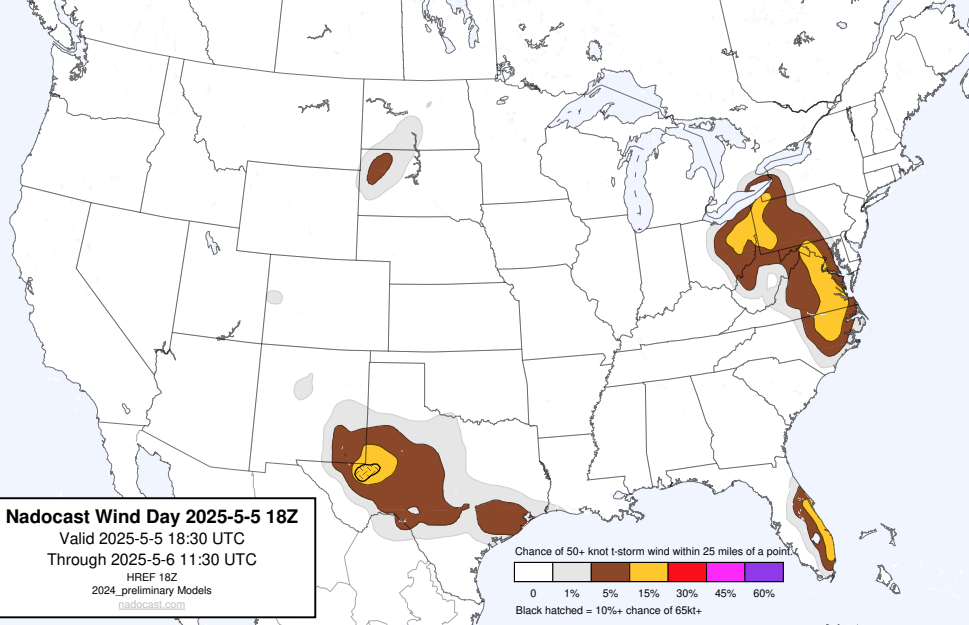 Nadocast Wind Day 2025-5-5 18Z
Valid 2025-5-5 18:30 UTC
Through 2025-5-6 11:30 UTC
HREF 18Z
2024_preliminary Models
nadocast.com
Chance of 50+ knot t-storm wind within 25 miles of a point.
0 1% 5% 15% 30% 45% 60%
Black hatched = 10%+ chance of 65kt+